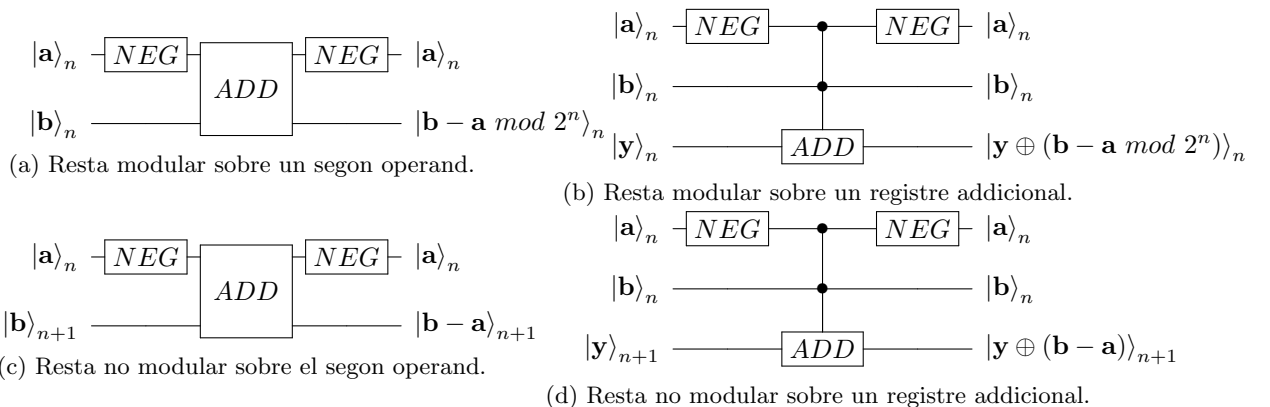 |a⟩ₙ NEG ADD NEG |a⟩ₙ
|b⟩ₙ |b − a mod 2ⁿ⟩ₙ
(a) Resta modular sobre un segon operand.
|a⟩ₙ NEG NEG |a⟩ₙ
|b⟩ₙ |b⟩ₙ
|y⟩ₙ ADD |y ⊕ (b − a mod 2ⁿ)⟩ₙ
(b) Resta modular sobre un registre addicional.
|a⟩ₙ NEG ADD NEG |a⟩ₙ
|b⟩ₙ₊₁ |b − a⟩ₙ₊₁
(c) Resta no modular sobre el segon operand.
|a⟩ₙ NEG NEG |a⟩ₙ
|b⟩ₙ |b⟩ₙ
|y⟩ₙ₊₁ ADD |y ⊕ (b − a)⟩ₙ₊₁
(d) Resta no modular sobre un registre addicional.